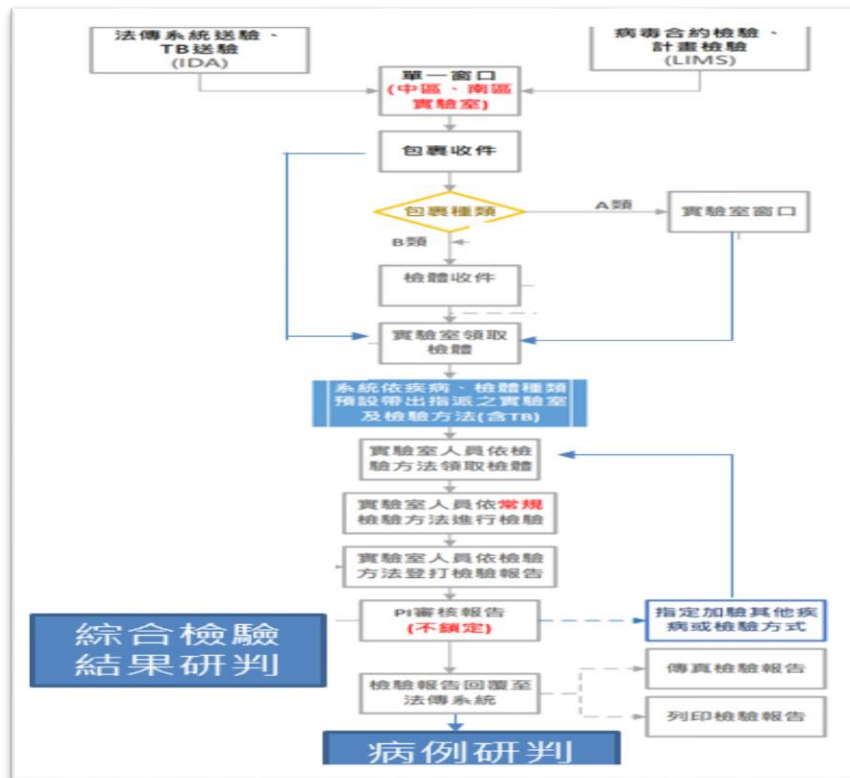 法傳系統送驗、
TB送驗
(IDA)
病毒合約檢驗、
計畫檢驗
(LIMS)
單一窗口
(中區、南區
實驗室)
包裹收件
包裹種類
A類
實驗室窗口
B類
檢體收件
實驗室領取
檢體
系統依疾病、檢體種類
預設帶出指派之實驗室
及檢驗方法(含TB)
實驗室人員依檢
驗方法領取檢體
實驗室人員依常規
檢驗方法進行檢驗
實驗室人員依檢驗
方法登打檢驗報告
PI審核報告
(不鎖定)
指定加驗其他疾
病或檢驗方式
綜合檢驗
結果研判
傳真檢驗報告
檢驗報告回覆至
法傳系統
列印檢驗報告
病例研判